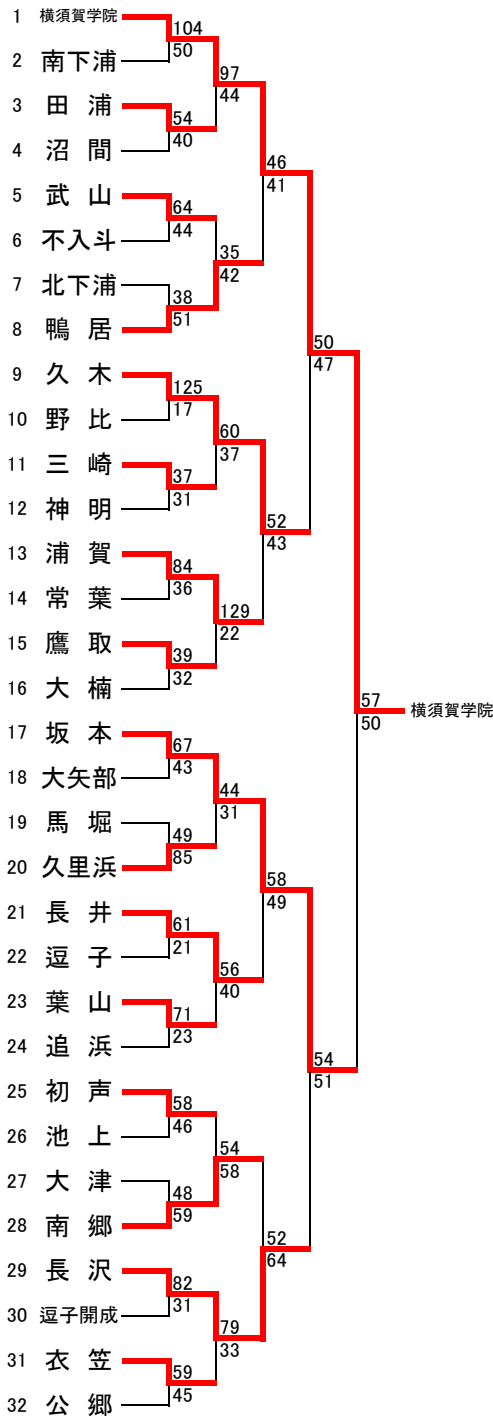 1 横須賀学院
104
50
2 南下浦
97
44
3 田浦
54
40
4 沼間
46
41
5 武山
64
44
6 不入斗
35
42
7 北下浦
38
51
8 鴨居
50
47
9 久木
125
17
10 野比
60
37
11 三崎
37
31
12 神明
52
43
13 浦賀
84
36
14 常葉
129
22
15 鷹取
39
32
16 大楠
57
50
横須賀学院
17 坂本
67
43
18 大矢部
44
31
19 馬堀
49
85
20 久里浜
58
49
21 長井
61
21
22 逗子
56
40
23 葉山
71
23
24 追浜
54
51
25 初声
58
46
26 池上
54
58
27 大津
48
59
28 南郷
52
64
29 長沢
82
31
30 逗子開成
79
33
31 衣笠
59
45
32 公郷